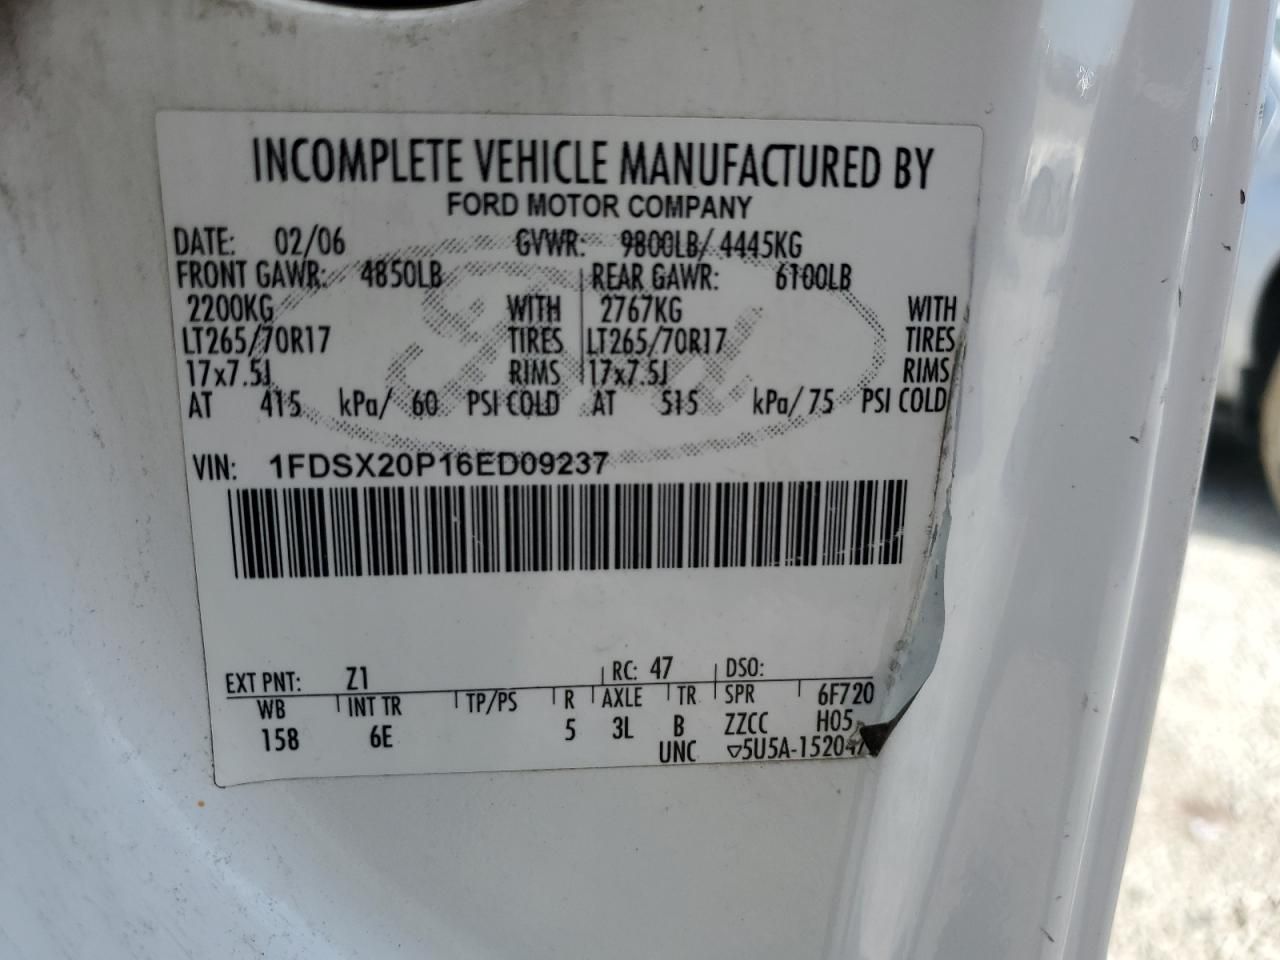 INCOMPLETE VEHICLE MANUFACTURED BY
FORD MOTOR COMPANY
DATE: 02/06 GVWR: 9800LB/ 4445KG
FRONT GAWR: 4850LB REAR GAWR: 6100LB
2200KG WITH 2767KG WITH
LT265/70R17 TIRES LT265/70R17 TIRES
17x7.5J RIMS 17x7.5J RIMS
AT 415 kPa/ 60 PSI COLD AT 515 kPa/ 75 PSI COLD
VIN: 1FDSX20P16ED09237
EXT PNT: Z1 RC: 47 DSO:
WB INT TR TP/PS R AXLE TR SPR 6F720
158 6E 5 3L B ZZCC H05
UNC ▽5U5A-15204